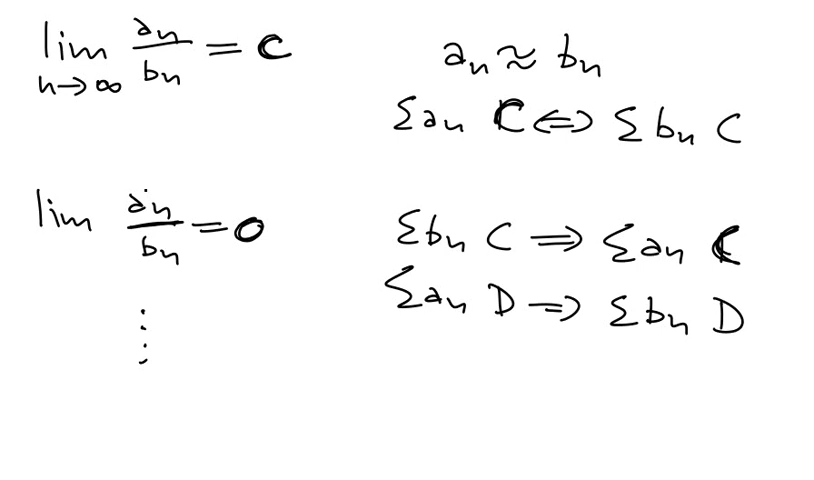 lim n→∞ an/bn = c
an ≈ bn
Σan C ⇔ Σbn C
lim an/bn = 0
Σbn C ⇒ Σan C
Σan D ⇒ Σbn D
⋮